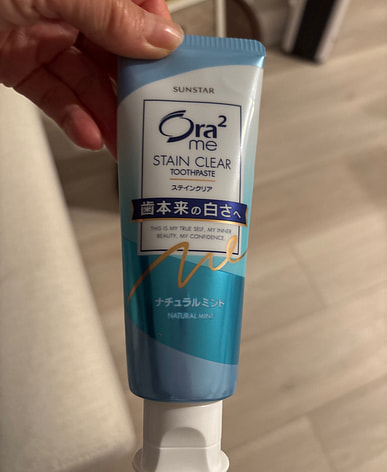 SUNSTAR
Ora²
me
STAIN CLEAR
TOOTHPASTE
ステインクリア
歯本来の白さへ
THIS IS MY TRUE SELF, MY INNER
BEAUTY, MY CONFIDENCE.
me
ナチュラルミント
NATURAL MINT